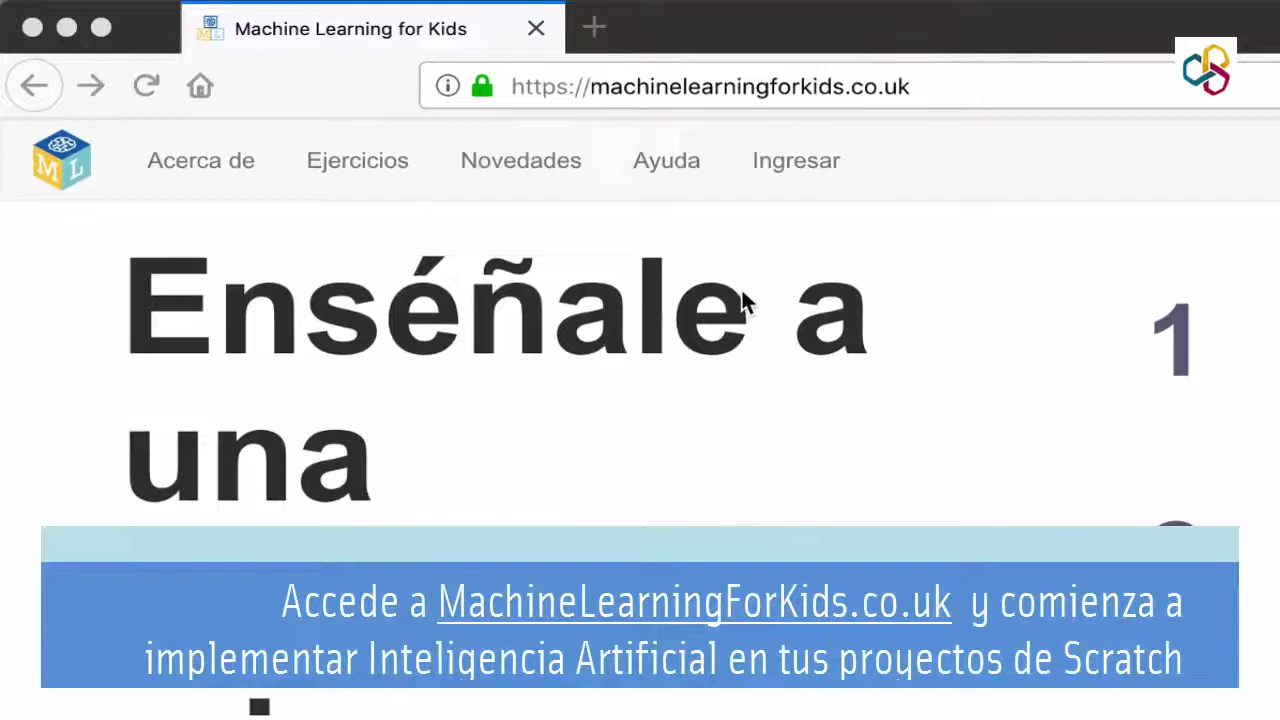 Machine Learning for Kids
https://machinelearningforkids.co.uk
M L
Acerca de Ejercicios Novedades Ayuda Ingresar
Enséñale a
una
1
Accede a MachineLearningForKids.co.uk y comienza a
implementar Inteligencia Artificial en tus proyectos de Scratch